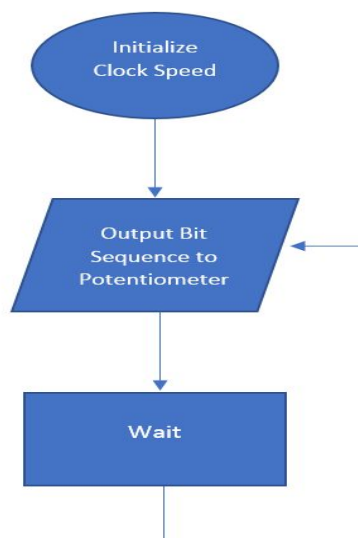 Initialize
Clock Speed
Output Bit
Sequence to
Potentiometer
Wait